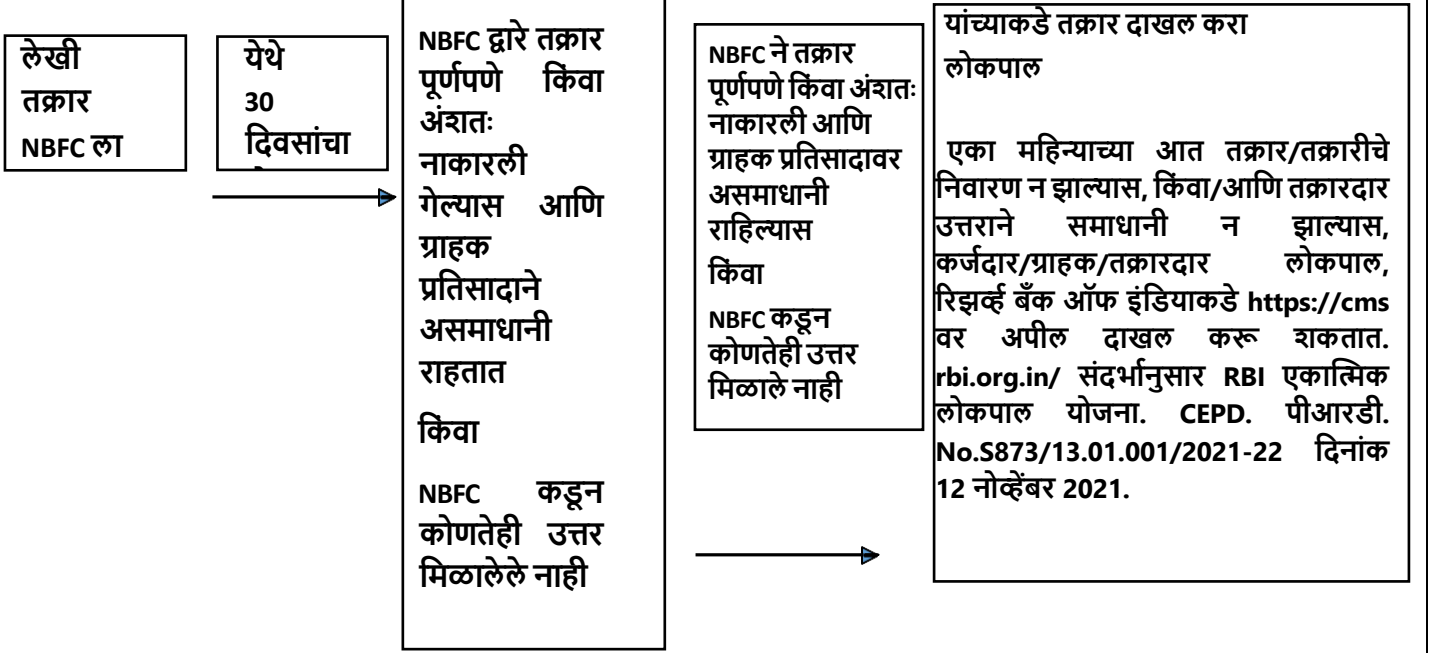 लेखी
तक्रार
NBFC ला
येथे
30
दिवसांचा
NBFC द्वारे तक्रार
पूर्णपणे किंवा
अंशतः
नाकारली
गेल्यास आणि
ग्राहक
प्रतिसादाने
असमाधानी
राहतात
किंवा
NBFC कडून
कोणतेही उत्तर
मिळालेले नाही
NBFC ने तक्रार
पूर्णपणे किंवा अंशतः
नाकारली आणि
ग्राहक प्रतिसादावर
असमाधानी
राहिल्यास
किंवा
NBFC कडून
कोणतेही उत्तर
मिळाले नाही
यांच्याकडे तक्रार दाखल करा
लोकपाल
एका महिन्याच्या आत तक्रार/तक्रारीचे
निवारण न झाल्यास, किंवा/आणि तक्रारदार
उत्तराने समाधानी न झाल्यास,
कर्जदार/ग्राहक/तक्रारदार लोकपाल,
रिझर्व्ह बँक ऑफ इंडियाकडे https://cms
वर अपील दाखल करू शकतात.
rbi.org.in/ संदर्भानुसार RBI एकात्मिक
लोकपाल योजना. CEPD. पीआरडी.
No.S873/13.01.001/2021-22 दिनांक
12 नोव्हेंबर 2021.